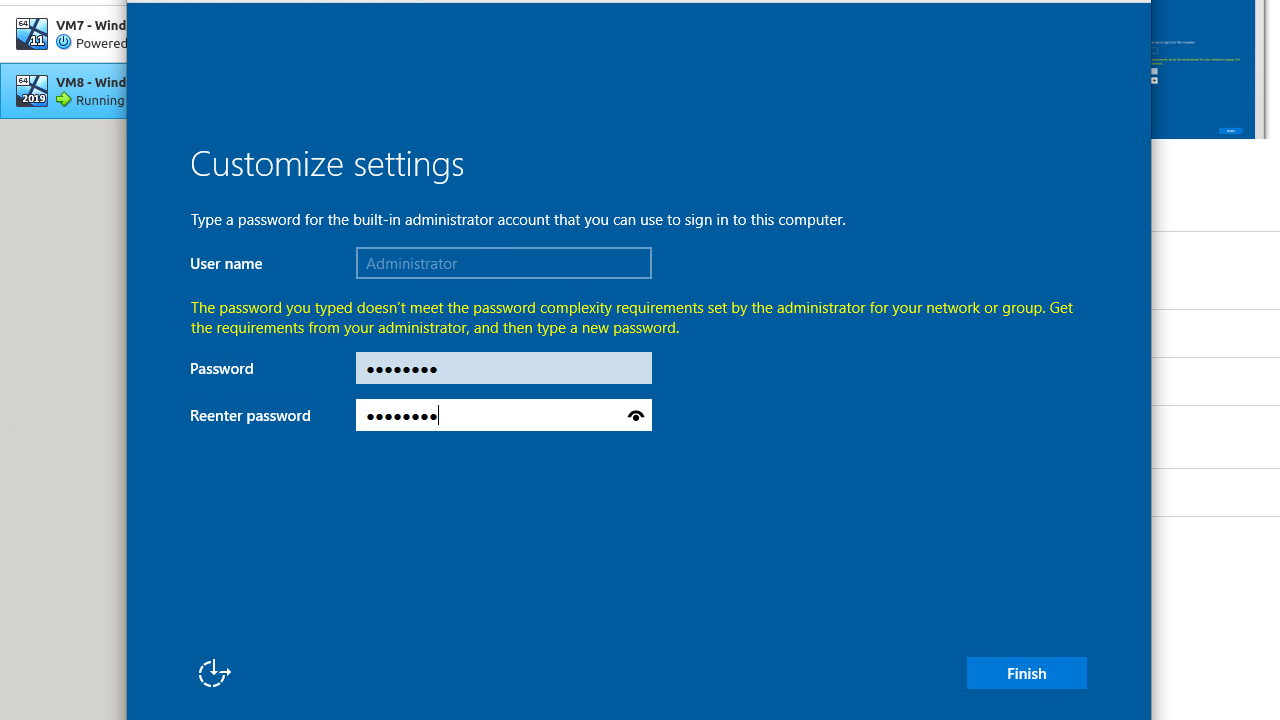 64
11
VM7 - Wind
Powered
64
2019
VM8 - Wind
Running
Customize settings
Type a password for the built-in administrator account that you can use to sign in to this computer.
User name
Administrator
The password you typed doesn't meet the password complexity requirements set by the administrator for your network or group. Get
the requirements from your administrator, and then type a new password.
Password
●●●●●●●●
Reenter password
●●●●●●●●
Finish